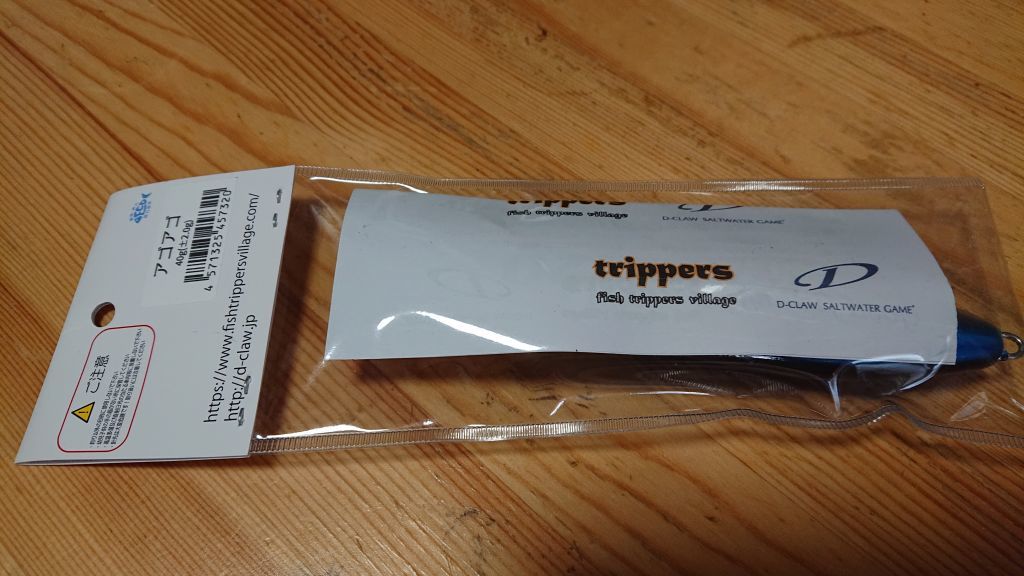 アゴアゴ
40g(±2.0g)
4 571325 457320
https://www.fishtrippersvillage.com/
http://d-claw.jp
ご注意
trippers
fish trippers village
D-CLAW SALTWATER GAME
trippers
fish trippers village
D-CLAW SALTWATER GAME